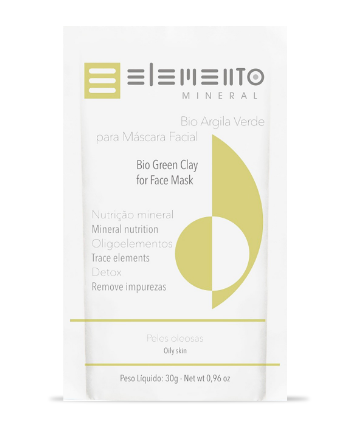 elemento
MINERAL
Bio Argila Verde
para Máscara Facial
Bio Green Clay
for Face Mask
Nutrição mineral
Mineral nutrition
Oligoelementos
Trace elements
Detox
Remove impurezas
Peles oleosas
Oily skin
Peso Líquido: 30g - Net wt 0,96 oz